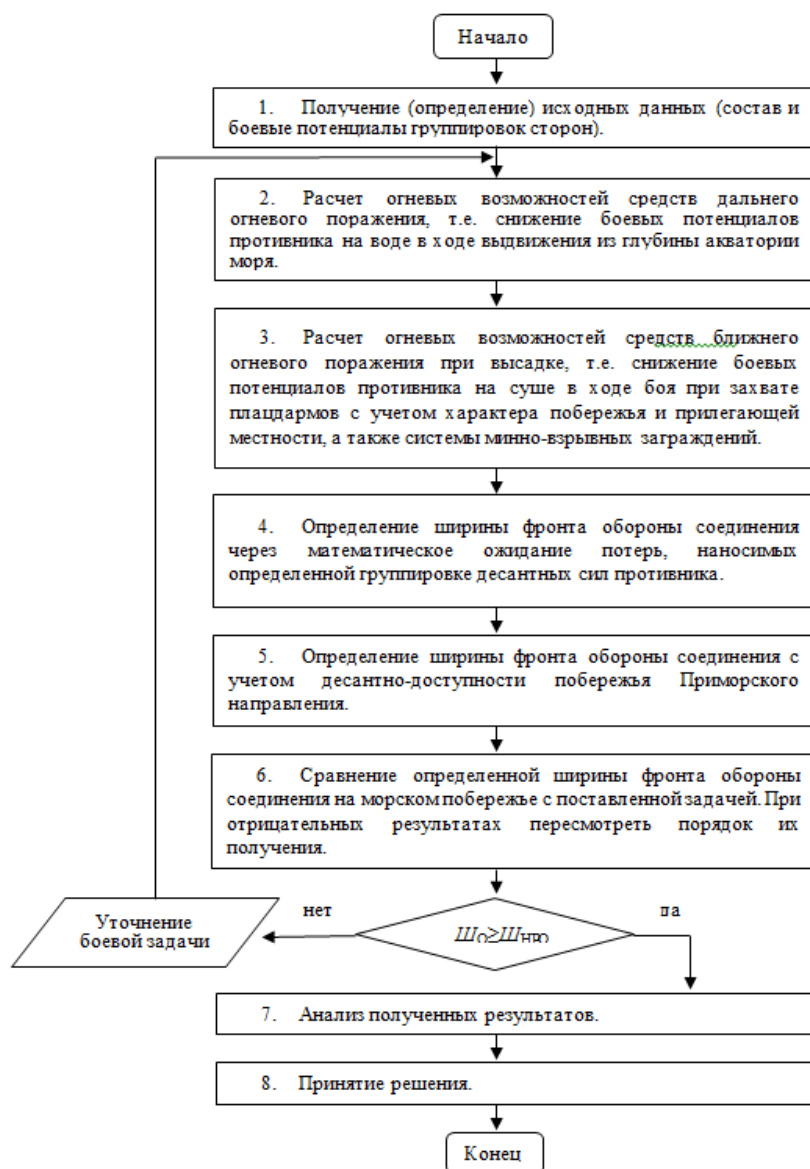 Начало
1. Получение (определение) исходных данных (состав и
боевые потенциалы группировок сторон).
2. Расчет огневых возможностей средств дальнего
огневого поражения, т.е. снижение боевых потенциалов
противника на воде в ходе выдвижения из глубины акватории
моря.
3. Расчет огневых возможностей средств ближнего
огневого поражения при высадке, т.е. снижение боевых
потенциалов противника на суше в ходе боя при захвате
плацдармов с учетом характера побережья и прилегающей
местности, а также системы минно-взрывных заграждений.
4. Определение ширины фронта обороны соединения
через математическое ожидание потерь, наносимых
определенной группировке десантных сил противника.
5. Определение ширины фронта обороны соединения с
учетом десантно-доступности побережья Приморского
направления.
6. Сравнение определенной ширины фронта обороны
соединения на морском побережье с поставленной задачей. При
отрицательных результатах пересмотреть порядок их
получения.
нет
да
Уточнение
боевой задачи
Ш≥Ш
7. Анализ полученных результатов.
8. Принятие решения.
Конец